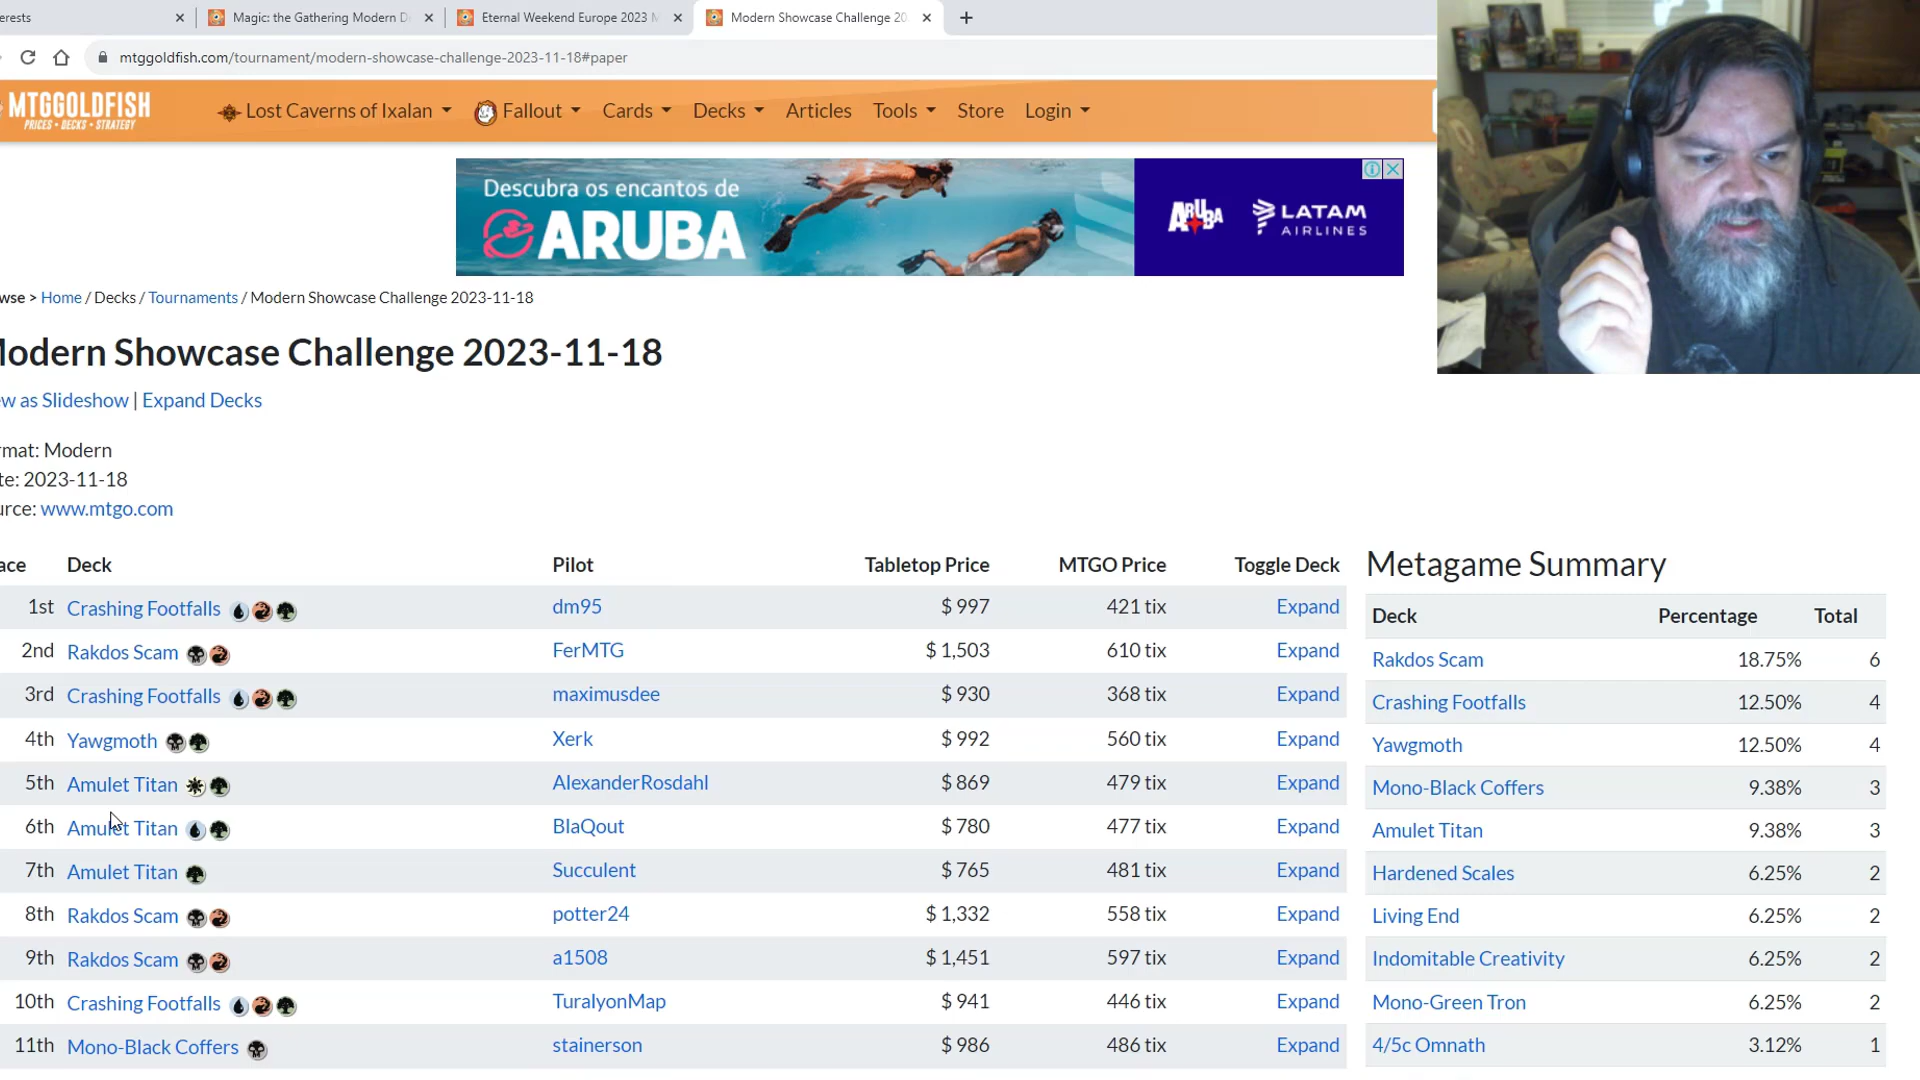 erests
Magic: the Gathering Modern D
Eternal Weekend Europe 2023 M
Modern Showcase Challenge 20
mtggoldfish.com/tournament/modern-showcase-challenge-2023-11-18#paper
MTGGOLDFISH
PRICES • DECKS • STRATEGY
Lost Caverns of Ixalan
Fallout
Cards
Decks
Articles
Tools
Store
Login
Descubra os encantos de
ARUBA
ARUBA
LATAM
AIRLINES
wse > Home / Decks / Tournaments / Modern Showcase Challenge 2023-11-18
Modern Showcase Challenge 2023-11-18
ew as Slideshow | Expand Decks
rmat: Modern
te: 2023-11-18
urce: www.mtgo.com
ace Deck Pilot Tabletop Price MTGO Price Toggle Deck
1st Crashing Footfalls dm95 $ 997 421 tix Expand
2nd Rakdos Scam FerMTG $ 1,503 610 tix Expand
3rd Crashing Footfalls maximusdee $ 930 368 tix Expand
4th Yawgmoth Xerk $ 992 560 tix Expand
5th Amulet Titan AlexanderRosdahl $ 869 479 tix Expand
6th Amulet Titan BlaQout $ 780 477 tix Expand
7th Amulet Titan Succulent $ 765 481 tix Expand
8th Rakdos Scam potter24 $ 1,332 558 tix Expand
9th Rakdos Scam a1508 $ 1,451 597 tix Expand
10th Crashing Footfalls TuralyonMap $ 941 446 tix Expand
11th Mono-Black Coffers stainerson $ 986 486 tix Expand
Metagame Summary
Deck Percentage Total
Rakdos Scam 18.75% 6
Crashing Footfalls 12.50% 4
Yawgmoth 12.50% 4
Mono-Black Coffers 9.38% 3
Amulet Titan 9.38% 3
Hardened Scales 6.25% 2
Living End 6.25% 2
Indomitable Creativity 6.25% 2
Mono-Green Tron 6.25% 2
4/5c Omnath 3.12% 1